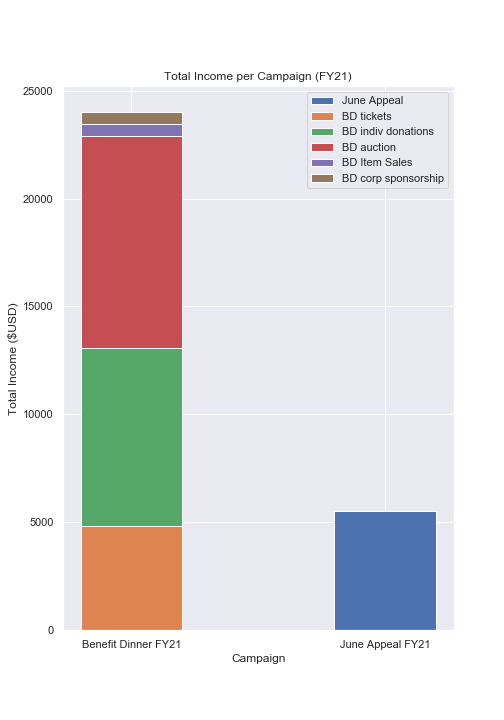 Total Income per Campaign (FY21)
25000
20000
15000
10000
5000
0
Total Income ($USD)
June Appeal
BD tickets
BD indiv donations
BD auction
BD Item Sales
BD corp sponsorship
Benefit Dinner FY21
June Appeal FY21
Campaign